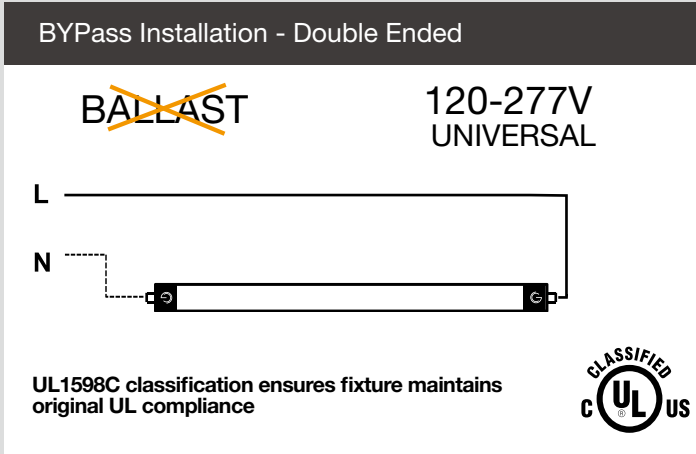 BYPass Installation - Double Ended
BALLAST
120-277V
UNIVERSAL
L
N
UL1598C classification ensures fixture maintains
original UL compliance
CLASSIFIED
C UL US
®